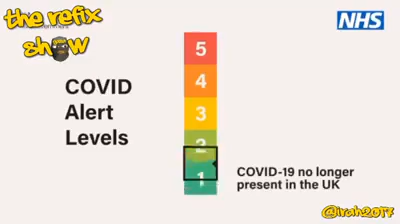 the refix
show
NHS
5
4
3
2
1
COVID
Alert
Levels
COVID-19 no longer
present in the UK
@irah2017